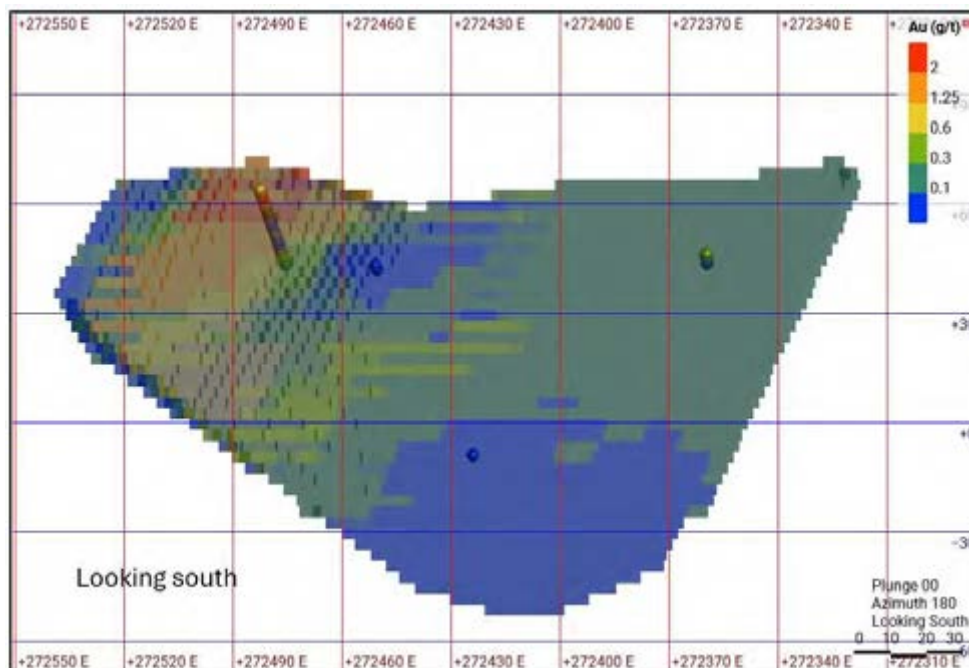 +272550 E +272520 E +272490 E +272460 E +272430 E +272400 E +272370 E +272340 E
Au (g/t)
2
1.25
0.6
0.3
0.1
Looking south
Plunge 00
Azimuth 180
Looking South
0 10 20 30
+272550 E +272520 E +272490 E +272460 E +272430 E +272400 E +272370 E +272340 E